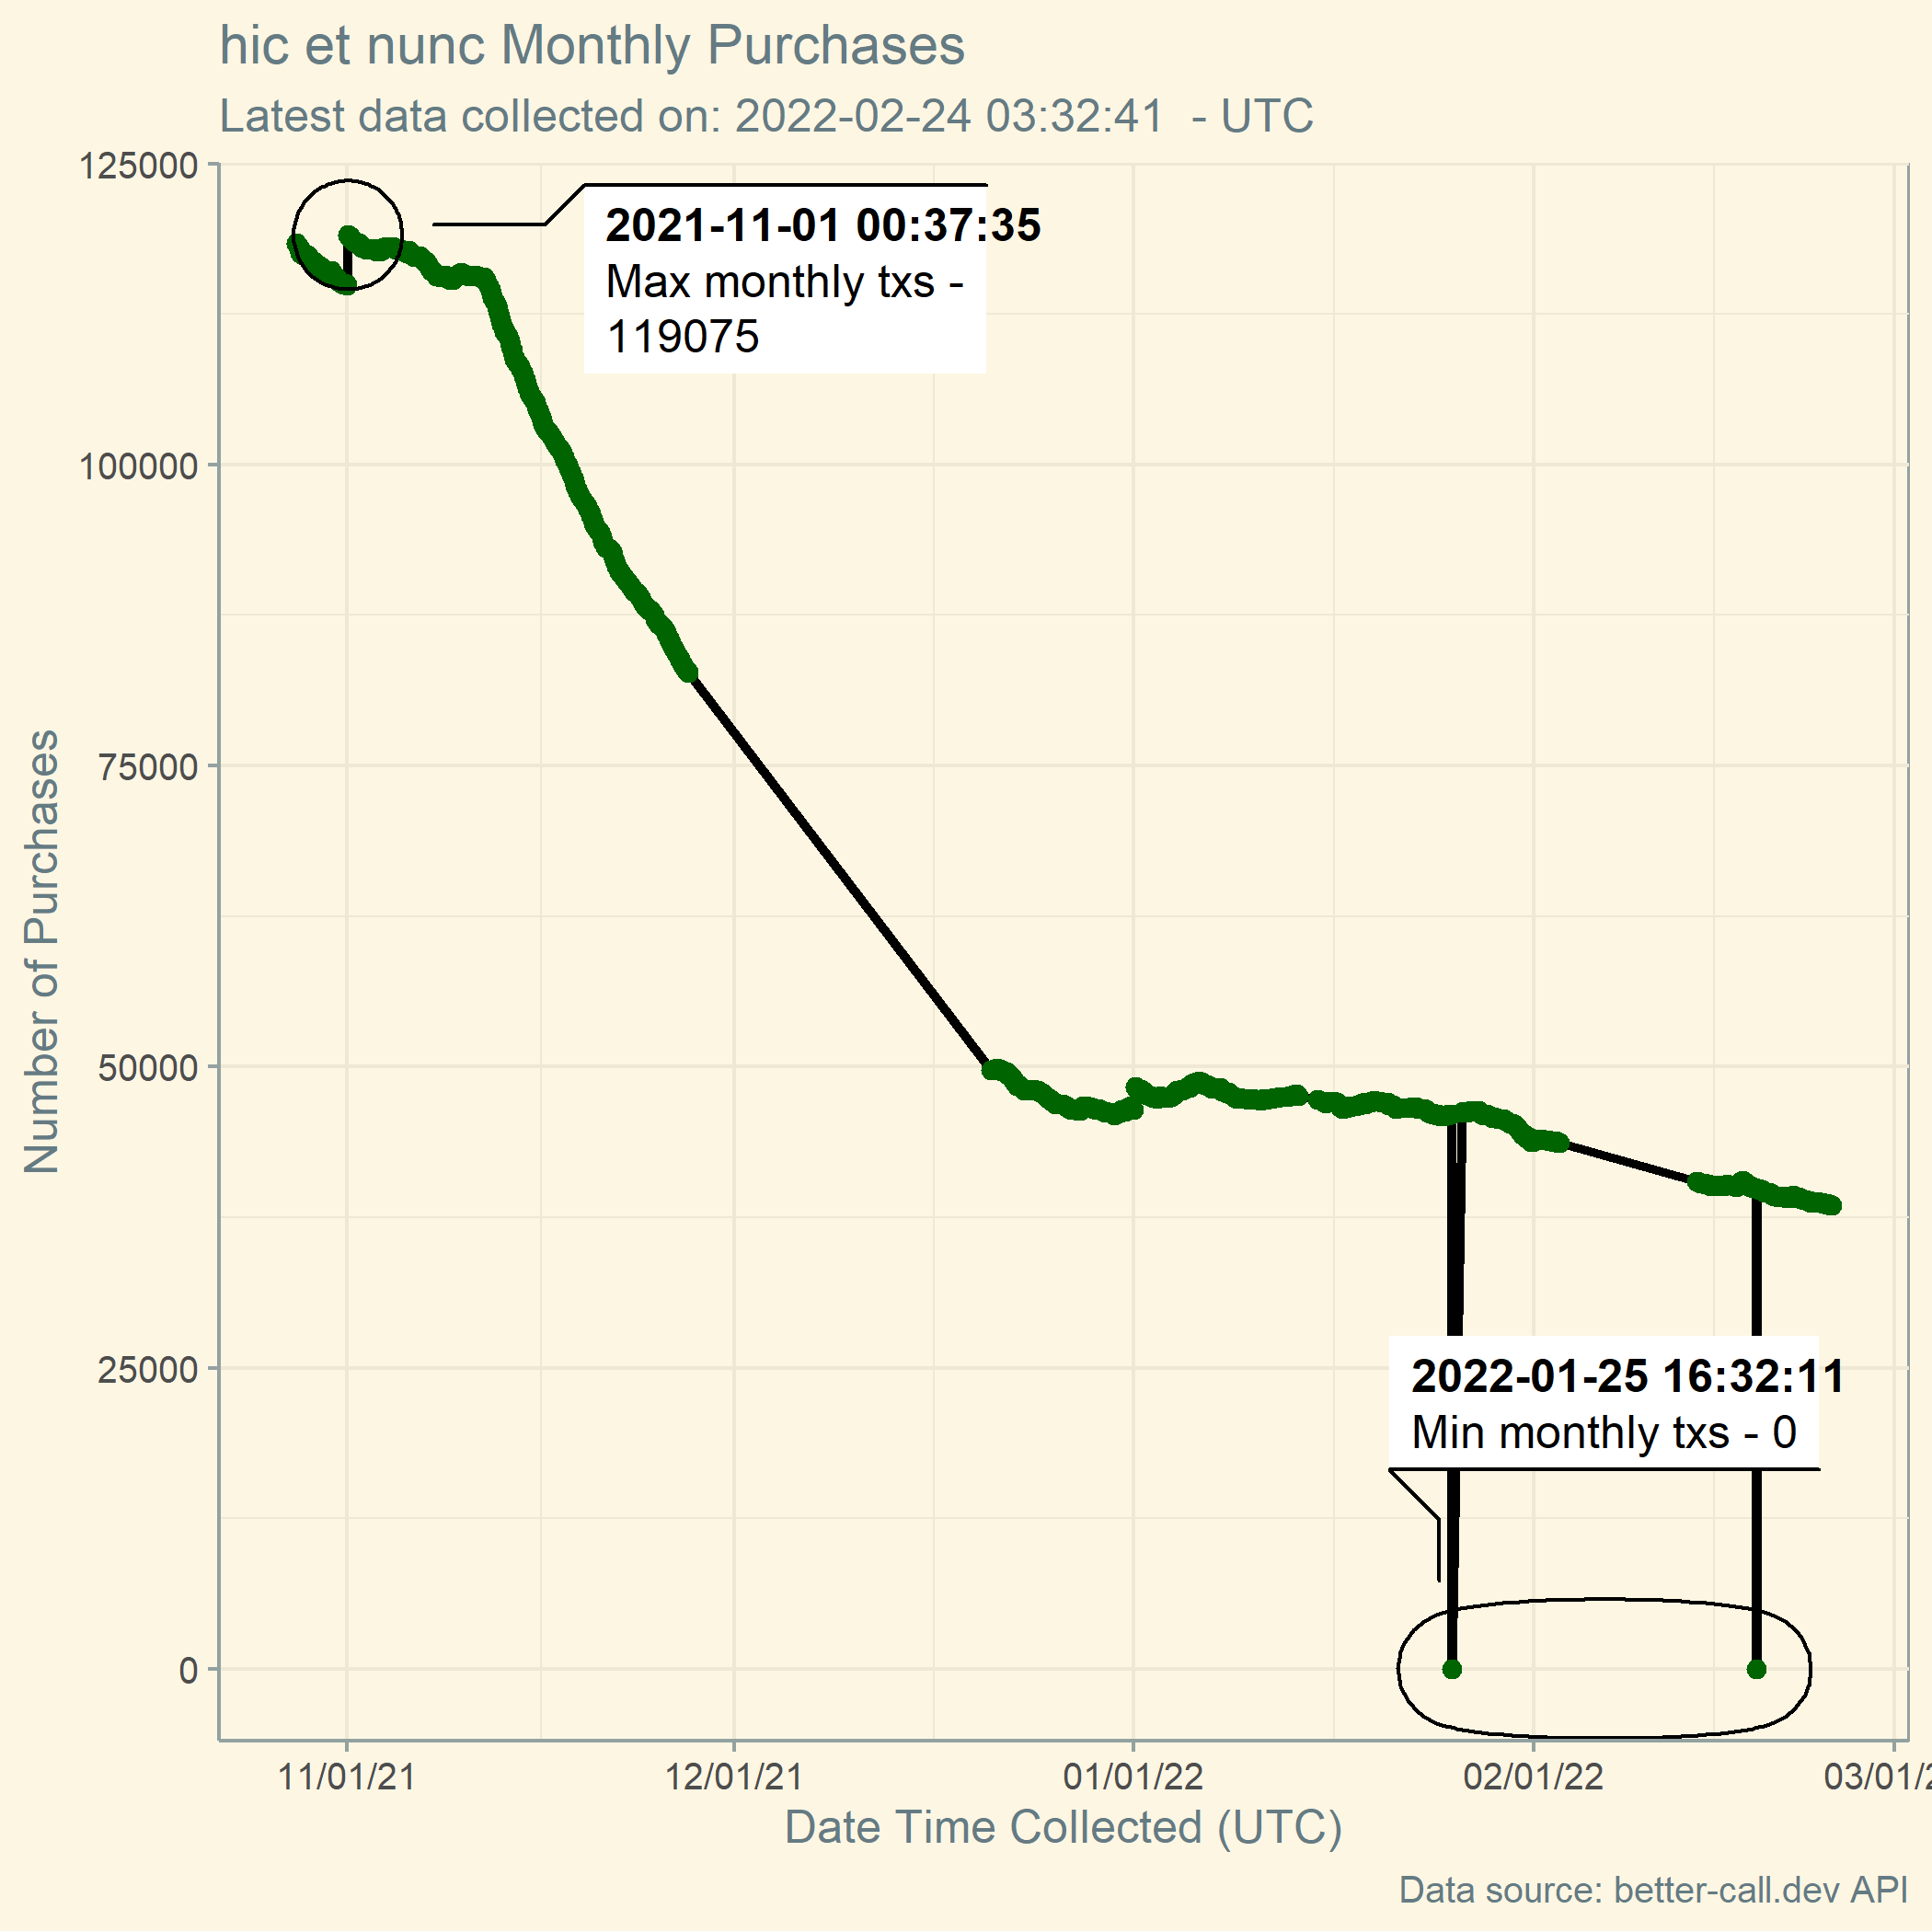 hic et nunc Monthly Purchases
Latest data collected on: 2022-02-24 03:32:41  - UTC
125000
100000
75000
50000
25000
0
Number of Purchases
2021-11-01 00:37:35
Max monthly txs -
119075
2022-01-25 16:32:11
Min monthly txs - 0
11/01/21
12/01/21
01/01/22
02/01/22
03/01/2
Date Time Collected (UTC)
Data source: better-call.dev API